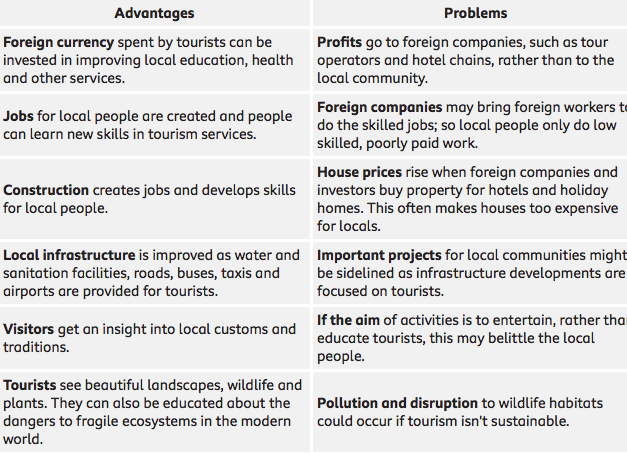 Advantages
Problems
Foreign currency spent by tourists can be
invested in improving local education, health
and other services.
Profits go to foreign companies, such as tour
operators and hotel chains, rather than to the
local community.
Jobs for local people are created and people
can learn new skills in tourism services.
Foreign companies may bring foreign workers to
do the skilled jobs; so local people only do low
skilled, poorly paid work.
Construction creates jobs and develops skills
for local people.
House prices rise when foreign companies and
investors buy property for hotels and holiday
homes. This often makes houses too expensive
for locals.
Local infrastructure is improved as water and
sanitation facilities, roads, buses, taxis and
airports are provided for tourists.
Important projects for local communities might
be sidelined as infrastructure developments are
focused on tourists.
Visitors get an insight into local customs and
traditions.
If the aim of activities is to entertain, rather than
educate tourists, this may belittle the local
people.
Tourists see beautiful landscapes, wildlife and
plants. They can also be educated about the
dangers to fragile ecosystems in the modern
world.
Pollution and disruption to wildlife habitats
could occur if tourism isn't sustainable.